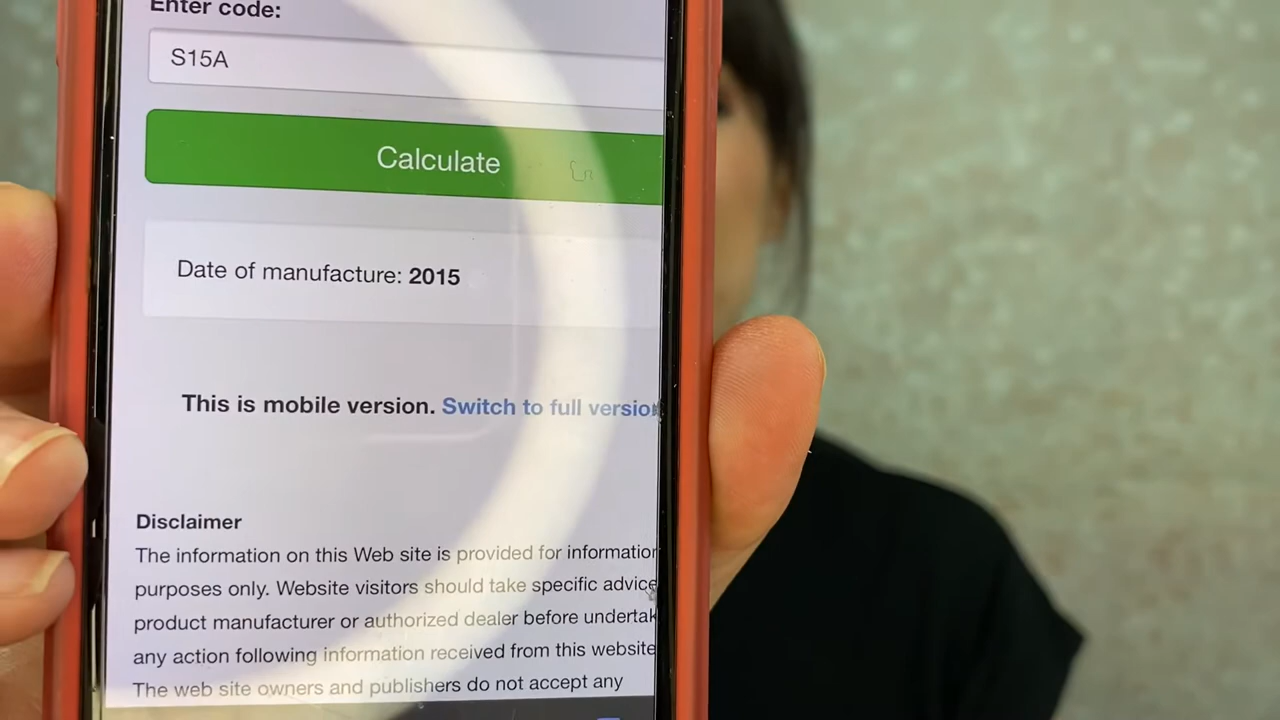 Enter code:
S15A
Calculate
Date of manufacture: 2015
This is mobile version. Switch to full version
Disclaimer
The information on this Web site is provided for information
purposes only. Website visitors should take specific advice
product manufacturer or authorized dealer before undertak
any action following information received from this website
The web site owners and publishers do not accept any